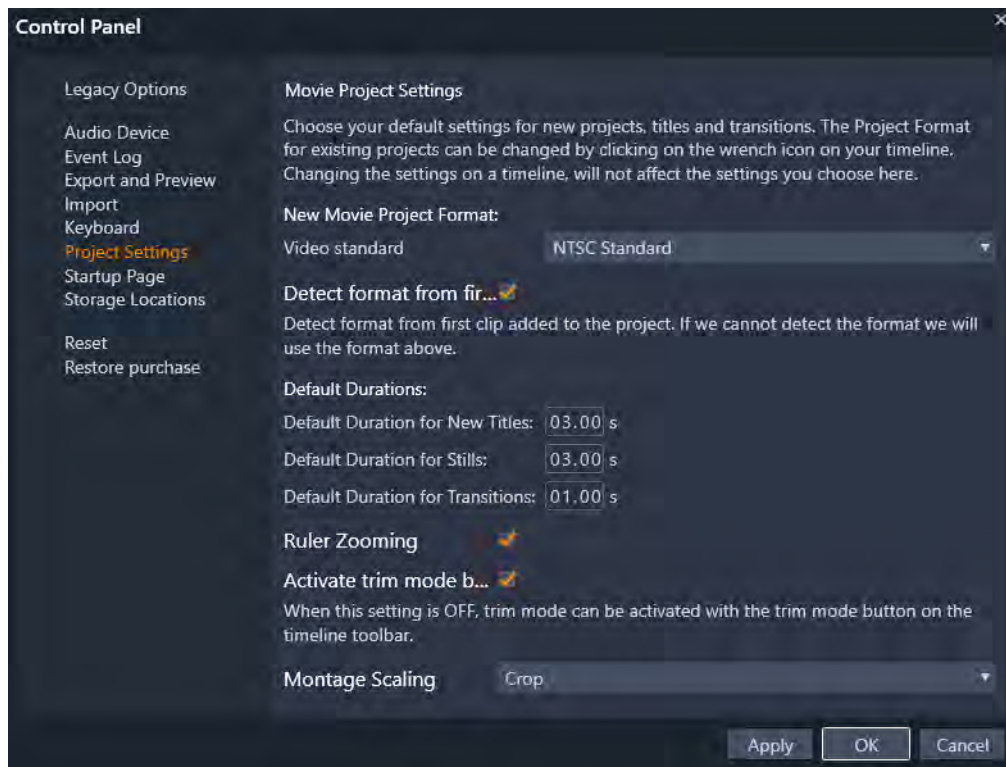 Control Panel
Legacy Options
Audio Device
Event Log
Export and Preview
Import
Keyboard
Project Settings
Startup Page
Storage Locations
Reset
Restore purchase
Movie Project Settings
Choose your default settings for new projects, titles and transitions. The Project Format
for existing projects can be changed by clicking on the wrench icon on your timeline.
Changing the settings on a timeline, will not affect the settings you choose here.
New Movie Project Format:
Video standard NTSC Standard
Detect format from fir...
Detect format from first clip added to the project. If we cannot detect the format we will
use the format above.
Default Durations:
Default Duration for New Titles: 03.00 s
Default Duration for Stills: 03.00 s
Default Duration for Transitions: 01.00 s
Ruler Zooming
Activate trim mode b...
When this setting is OFF, trim mode can be activated with the trim mode button on the
timeline toolbar.
Montage Scaling Crop
Apply OK Cancel